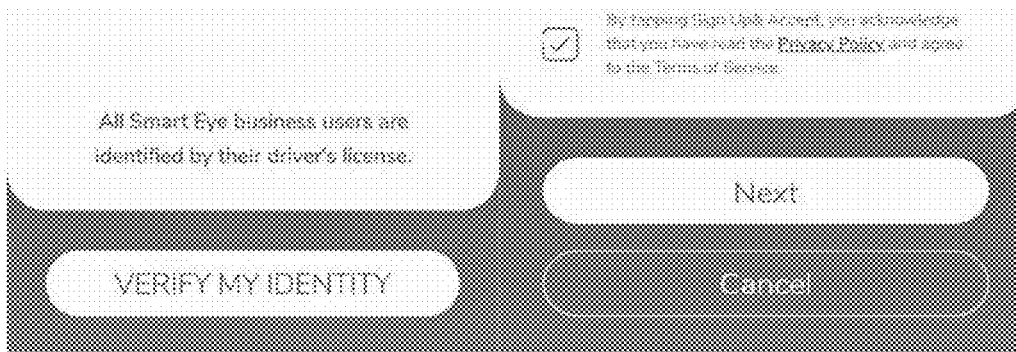 All Smart Eye business users are
identified by their driver's license.
VERIFY MY IDENTITY
By tapping Sign Up& Accept, you acknowledge
that you have read the Privacy Policy and agree
to the Terms of Service.
Next
Cancel